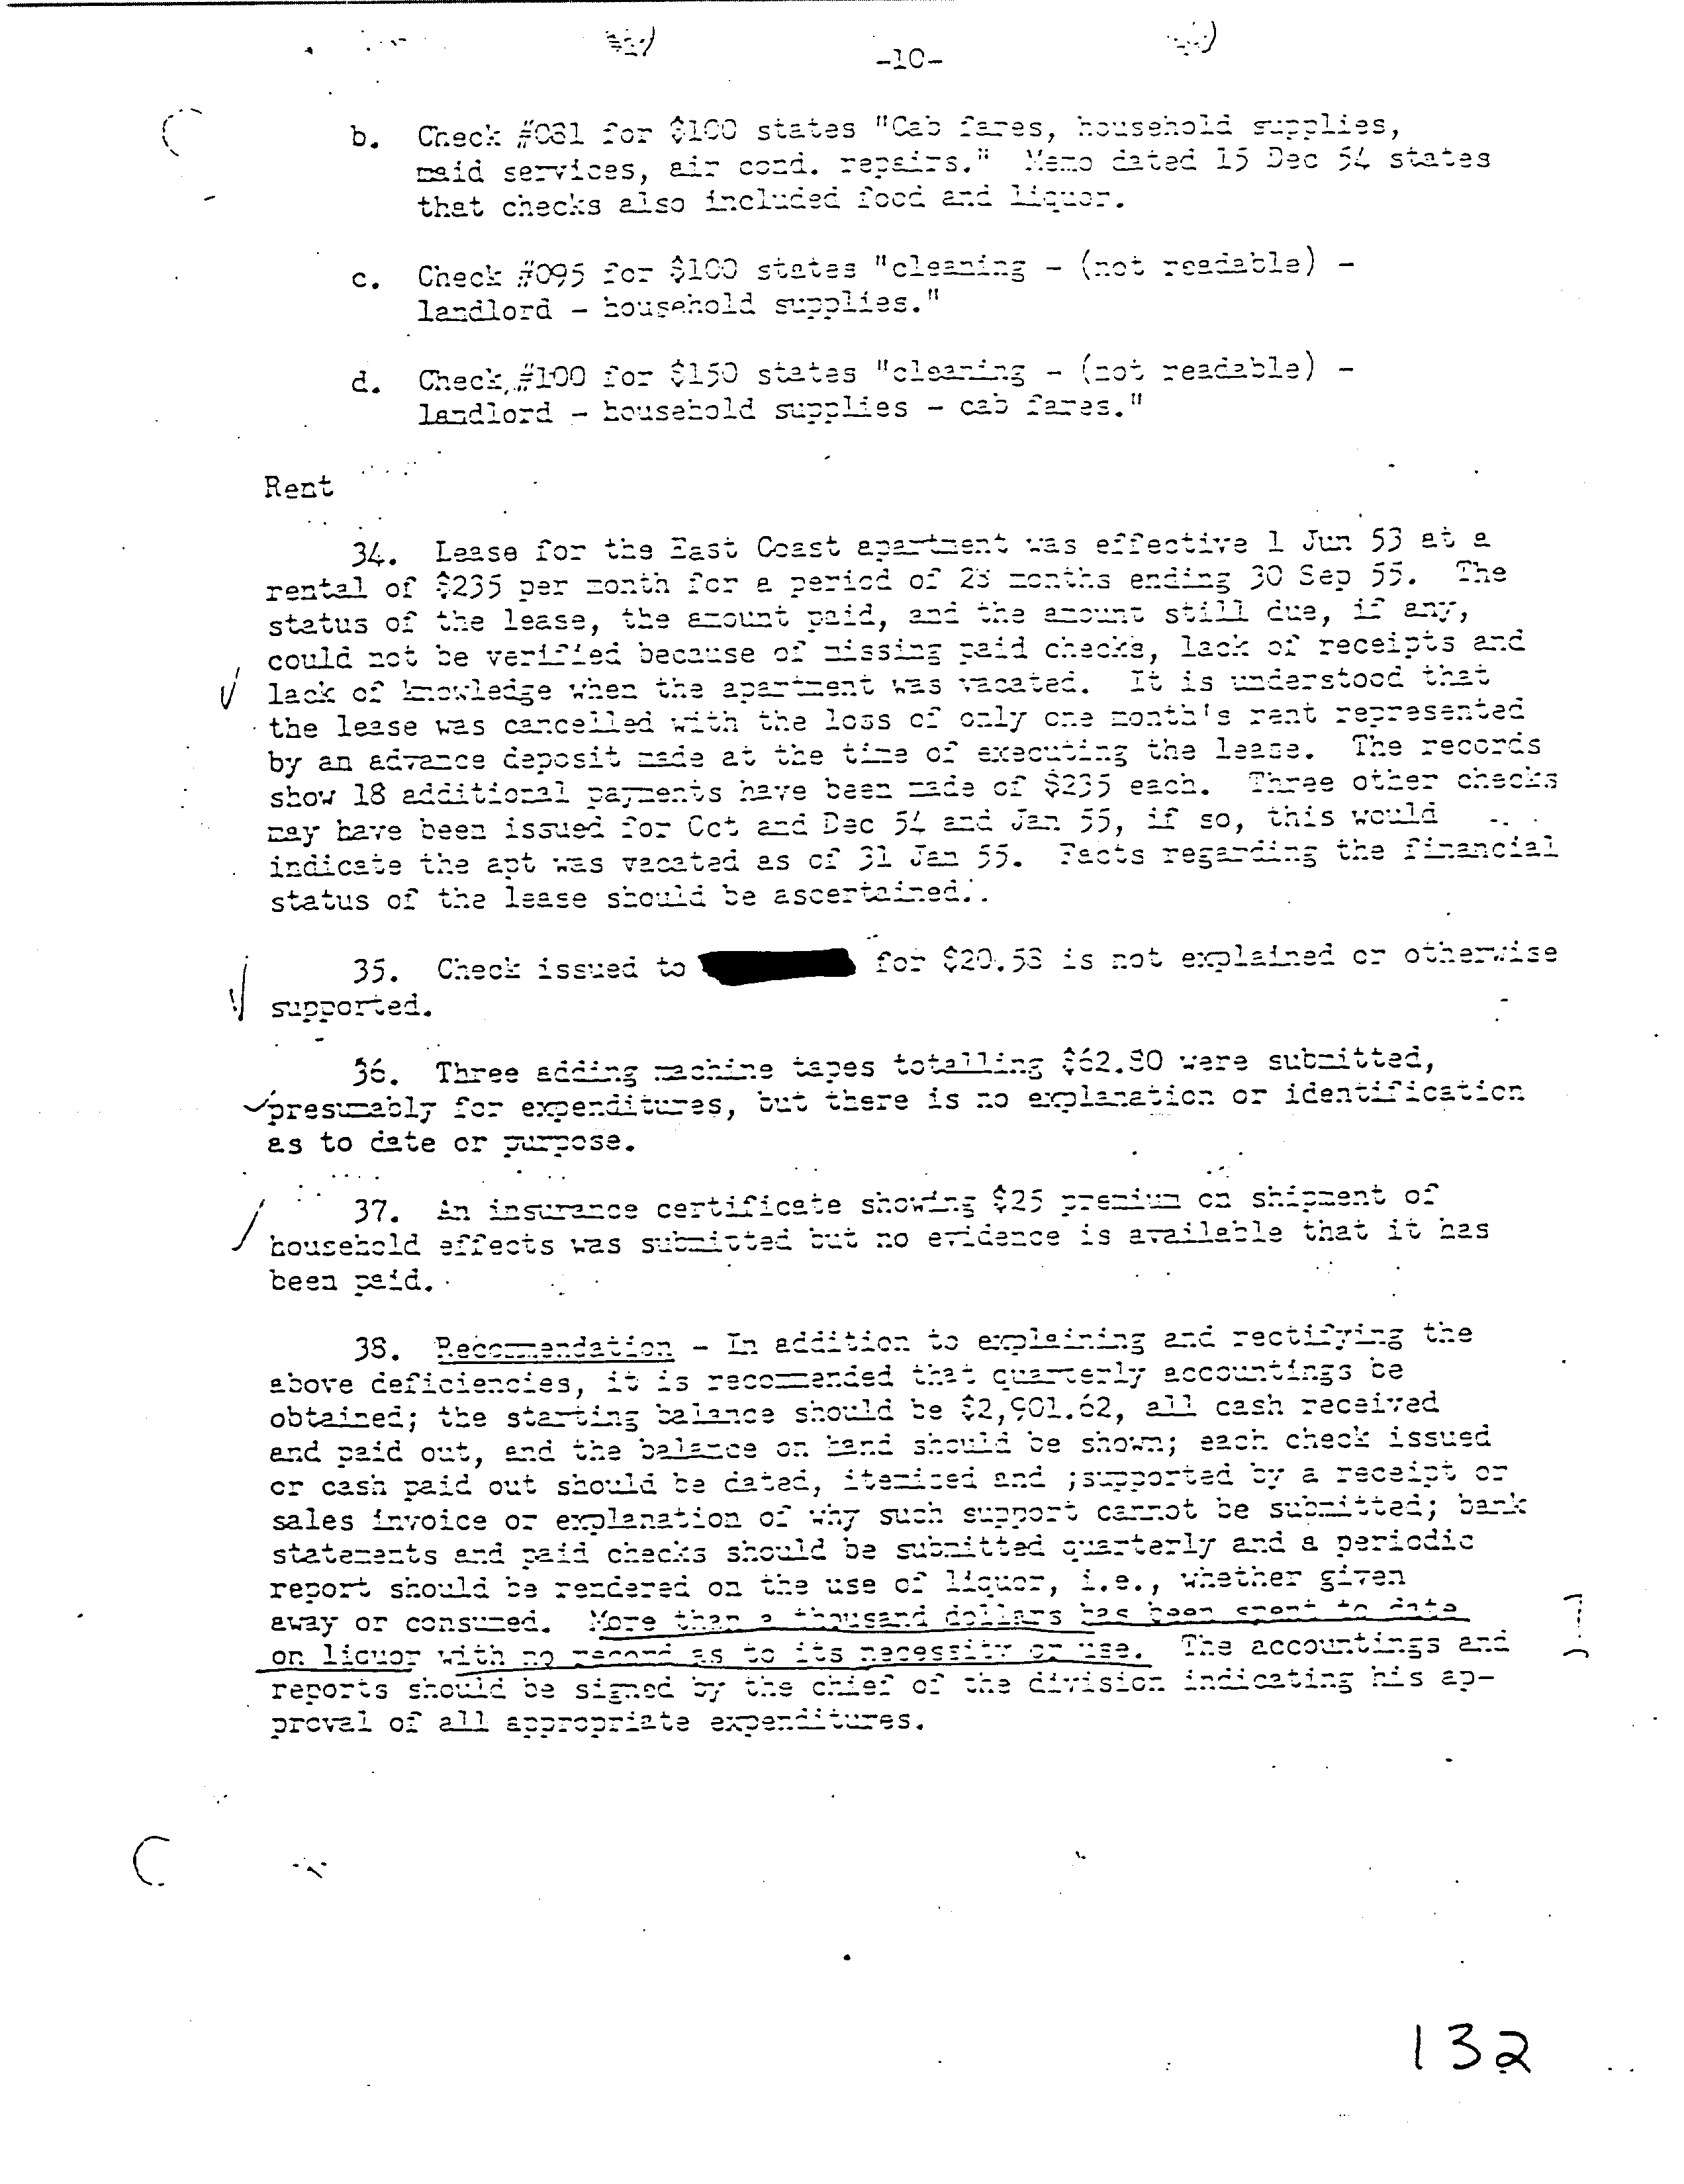 -10-
b. Check #081 for $100 states "Cab fares, household supplies,
maid services, air cond. repairs." Memo dated 15 Dec 54 states
that checks also included food and liquor.
c. Check #095 for $100 states "cleaning - (not readable) -
landlord - household supplies."
d. Check #100 for $150 states "cleaning - (not readable) -
landlord - household supplies - cab fares."
Rent
34. Lease for the East Coast apartment was effective 1 Jun 53 at a
rental of $235 per month for a period of 28 months ending 30 Sep 55. The
status of the lease, the amount paid, and the amount still due, if any,
could not be verified because of missing paid checks, lack of receipts and
lack of knowledge when the apartment was vacated. It is understood that
the lease was cancelled with the loss of only one month's rent represented
by an advance deposit made at the time of executing the lease. The records
show 18 additional payments have been made of $235 each. Three other checks
may have been issued for Oct and Dec 54 and Jan 55, if so, this would
indicate the apt was vacated as of 31 Jan 55. Facts regarding the financial
status of the lease should be ascertained.
35. Check issued to for $20.58 is not explained or otherwise
supported.
36. Three adding machine tapes totalling were submitted,
presumably for expenditures, but there is no explanation or identification
as to date or purpose.
37. An insurance certificate showing $25 premium on shipment of
household effects was submitted but no evidence is available that it has
been paid.
38. Recommendation - In addition to explaining and rectifying the
above deficiencies, it is recommended that quarterly accountings be
obtained; the starting balance should be $2,901.62, all cash received
and paid out, and the balance on hand should be shown; each check issued
or cash paid out should be dated, itemized and ;supported by a receipt or
sales invoice or explanation of why such support cannot be submitted; bank
statements and paid checks should be submitted quarterly and a periodic
report should be rendered on the use of liquor, i.e., whether given
away or consumed. More than a thousand dollars has been spent to date
on liquor with no record as to its necessity or use. The accountings and
reports should be signed by the chief of the division indicating his ap-
proval of all appropriate expenditures.
132